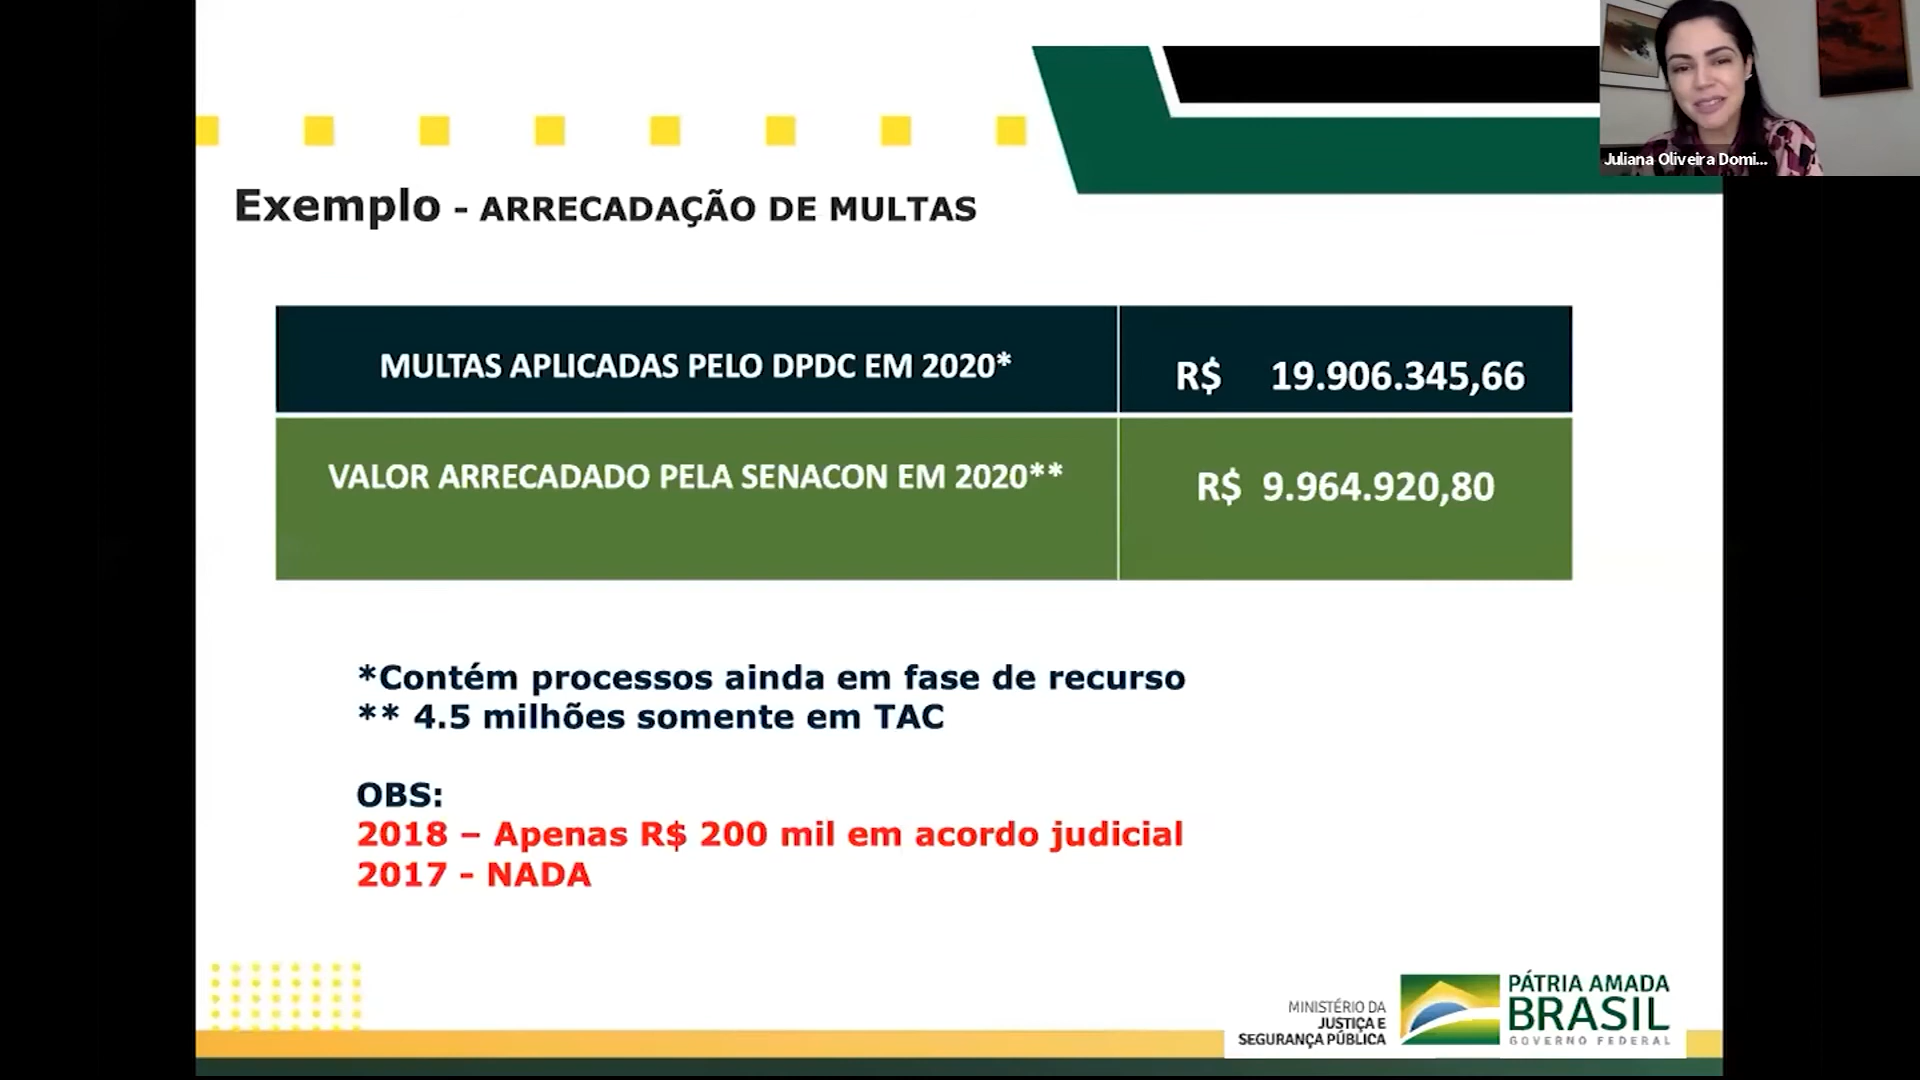 Juliana Oliveira Domi...
Exemplo - ARRECADAÇÃO DE MULTAS
MULTAS APLICADAS PELO DPDC EM 2020* R$ 19.906.345,66
VALOR ARRECADADO PELA SENACON EM 2020** R$ 9.964.920,80
*Contém processos ainda em fase de recurso
** 4.5 milhões somente em TAC
OBS:
2018 – Apenas R$ 200 mil em acordo judicial
2017 - NADA
MINISTÉRIO DA
JUSTIÇA E
SEGURANÇA PÚBLICA
PÁTRIA AMADA
BRASIL
GOVERNO FEDERAL